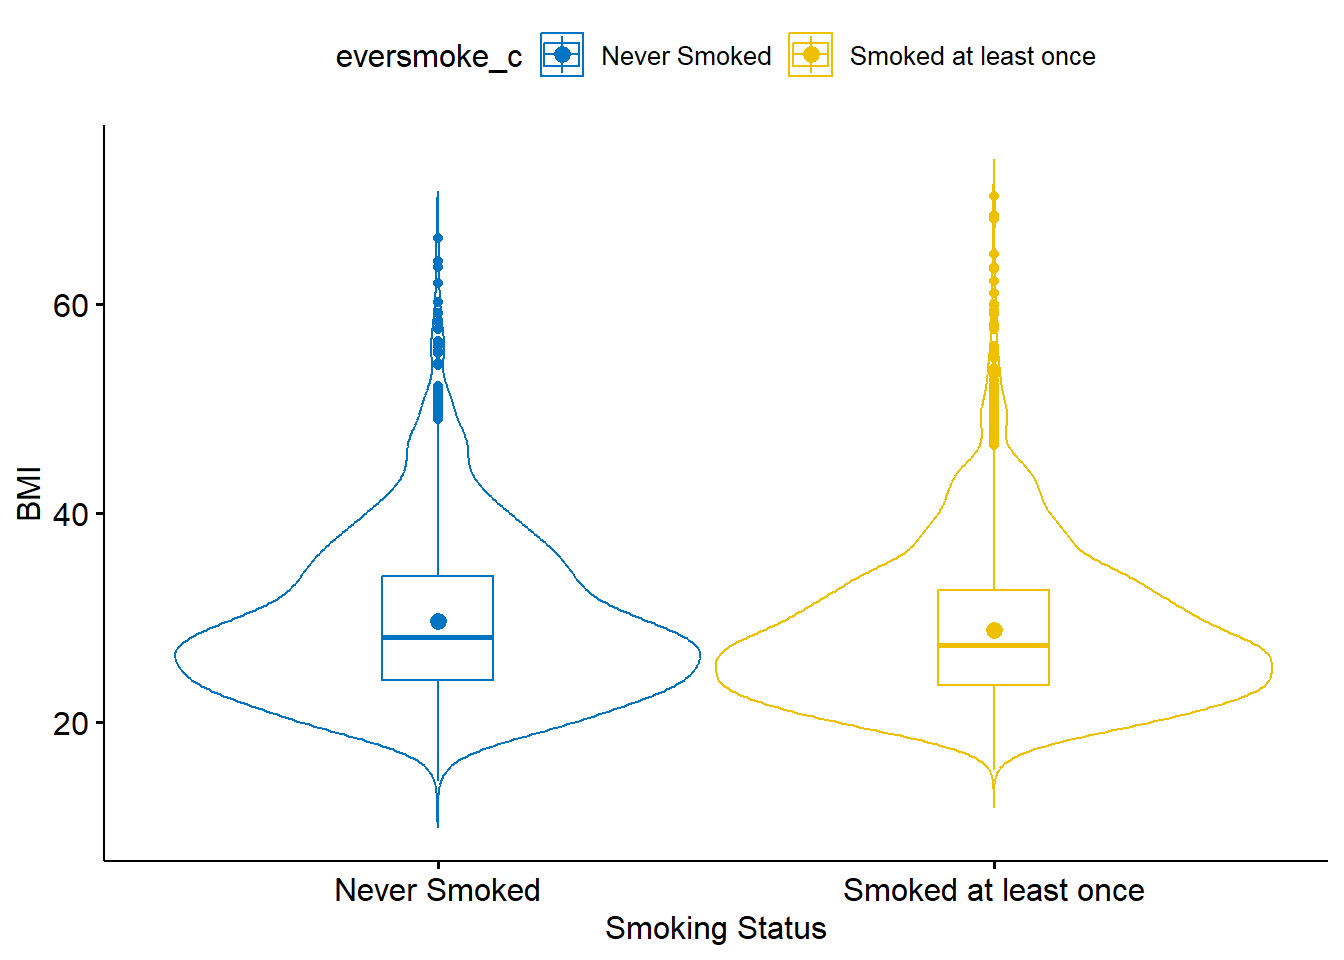 eversmoke_c Never Smoked Smoked at least once
60
40
20
BMI
Never Smoked Smoked at least once
Smoking Status